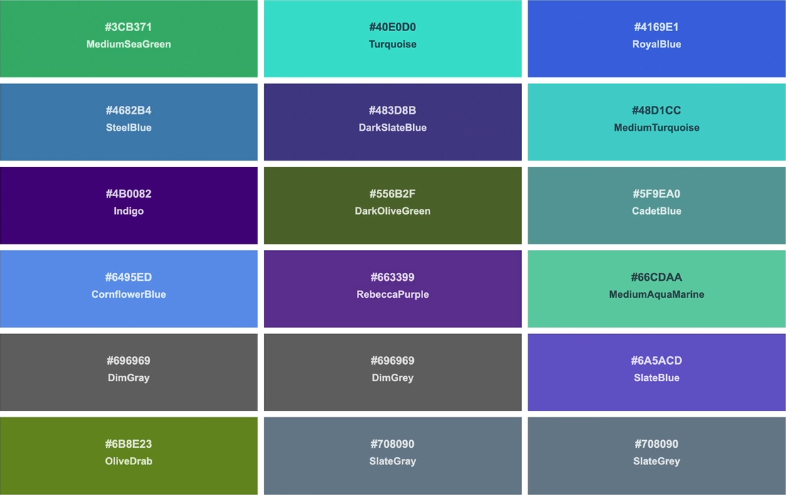 #3CB371
MediumSeaGreen
#40E0D0
Turquoise
#4169E1
RoyalBlue
#4682B4
SteelBlue
#483D8B
DarkSlateBlue
#48D1CC
MediumTurquoise
#4B0082
Indigo
#556B2F
DarkOliveGreen
#5F9EA0
CadetBlue
#6495ED
CornflowerBlue
#663399
RebeccaPurple
#66CDAA
MediumAquaMarine
#696969
DimGray
#696969
DimGrey
#6A5ACD
SlateBlue
#6B8E23
OliveDrab
#708090
SlateGray
#708090
SlateGrey